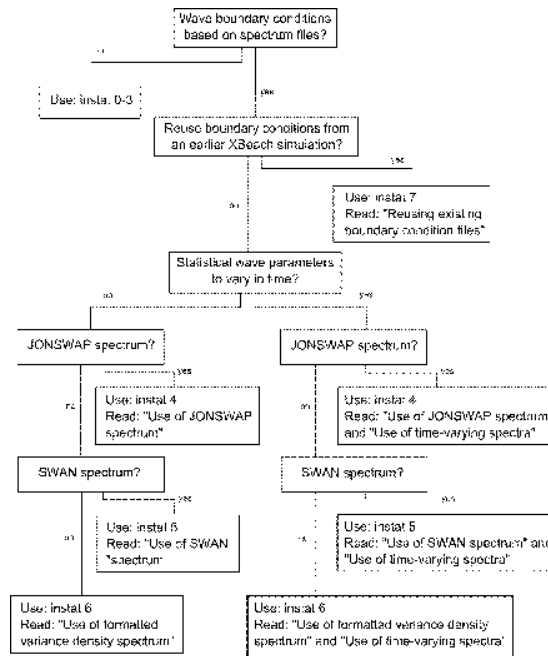 Wave boundary conditions
based on spectrum files?
yes
Use: instat 0-3
Reuse boundary conditions from
an earlier XBeach simulation?
yes
no
Use: instat 7
Read: "Reusing existing
boundary condition files"
Statistical wave parameters
to vary in time?
no
yes
JONSWAP spectrum?
JONSWAP spectrum?
yes
yes
no
no
Use: instat 4
Read: "Use of JONSWAP
spectrum"
Use: instat 4
Read: "Use of JONSWAP spectrum
and "Use of time-varying spectra"
SWAN spectrum?
SWAN spectrum?
yes
yes
no
Use: instat 5
Read: "Use of SWAN
"spectrum
Use: instat 5
Read: "Use of SWAN spectrum" and
"Use of time-varying spectra"
Use: instat 6
Read: "Use of formatted
variance density spectrum"
Use: instat 6
Read: "Use of formatted variance density
spectrum" and "Use of time-varying spectra"